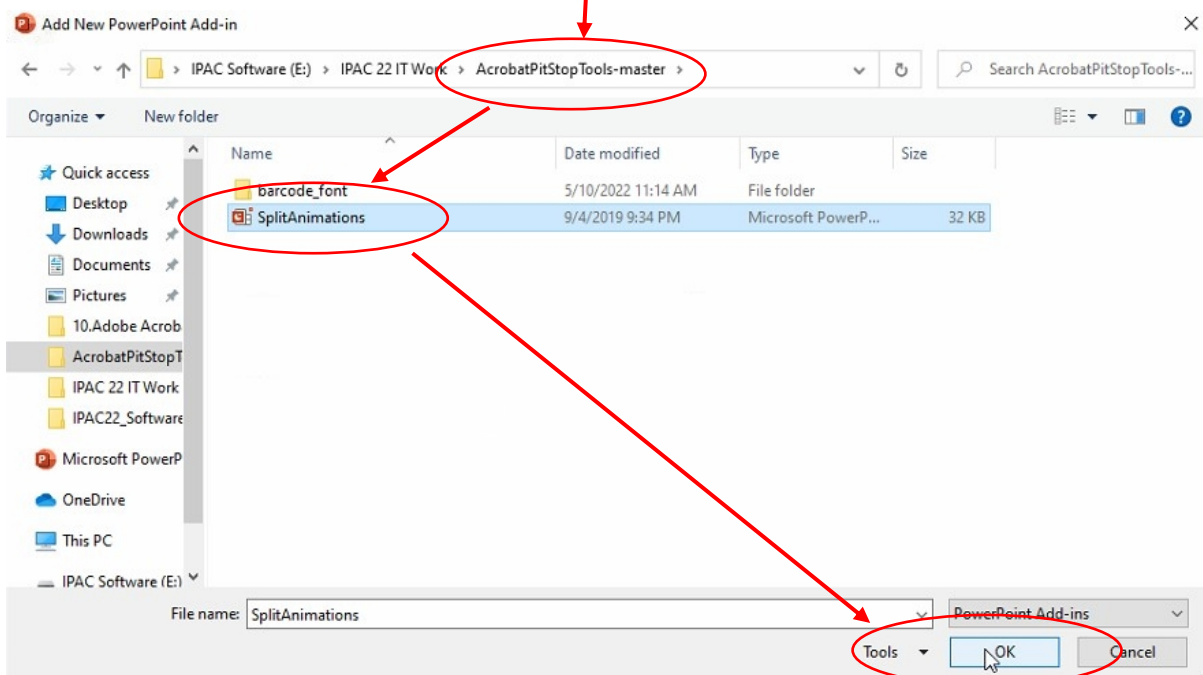 Add New PowerPoint Add-in
IPAC Software (E:) > IPAC 22 IT Work > AcrobatPitStopTools-master >
Search AcrobatPitStopTools-...
Organize
New folder
Name
Date modified
Type
Size
Quick access
Desktop
Downloads
Documents
Pictures
10.Adobe Acrob
AcrobatPitStopT
IPAC 22 IT Work
IPAC22_Software
Microsoft PowerP
OneDrive
This PC
IPAC Software (E:)
barcode_font 5/10/2022 11:14 AM File folder
SplitAnimations 9/4/2019 9:34 PM Microsoft PowerP... 32 KB
File name: SplitAnimations
PowerPoint Add-ins
Tools
OK
Cancel